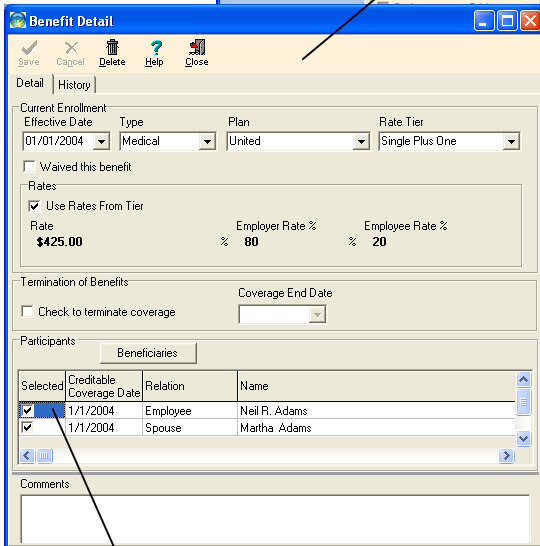 Benefit Detail
Save Cancel Delete Help Close
Detail History
Current Enrollment
Effective Date Type Plan Rate Tier
01/01/2004 Medical United Single Plus One
Waived this benefit
Rates
Use Rates From Tier
Rate Employer Rate % Employee Rate %
$425.00 % 80 % 20
Termination of Benefits
Coverage End Date
Check to terminate coverage
Participants
Beneficiaries
Selected Creditable Coverage Date Relation Name
1/1/2004 Employee Neil R. Adams
1/1/2004 Spouse Martha Adams
Comments